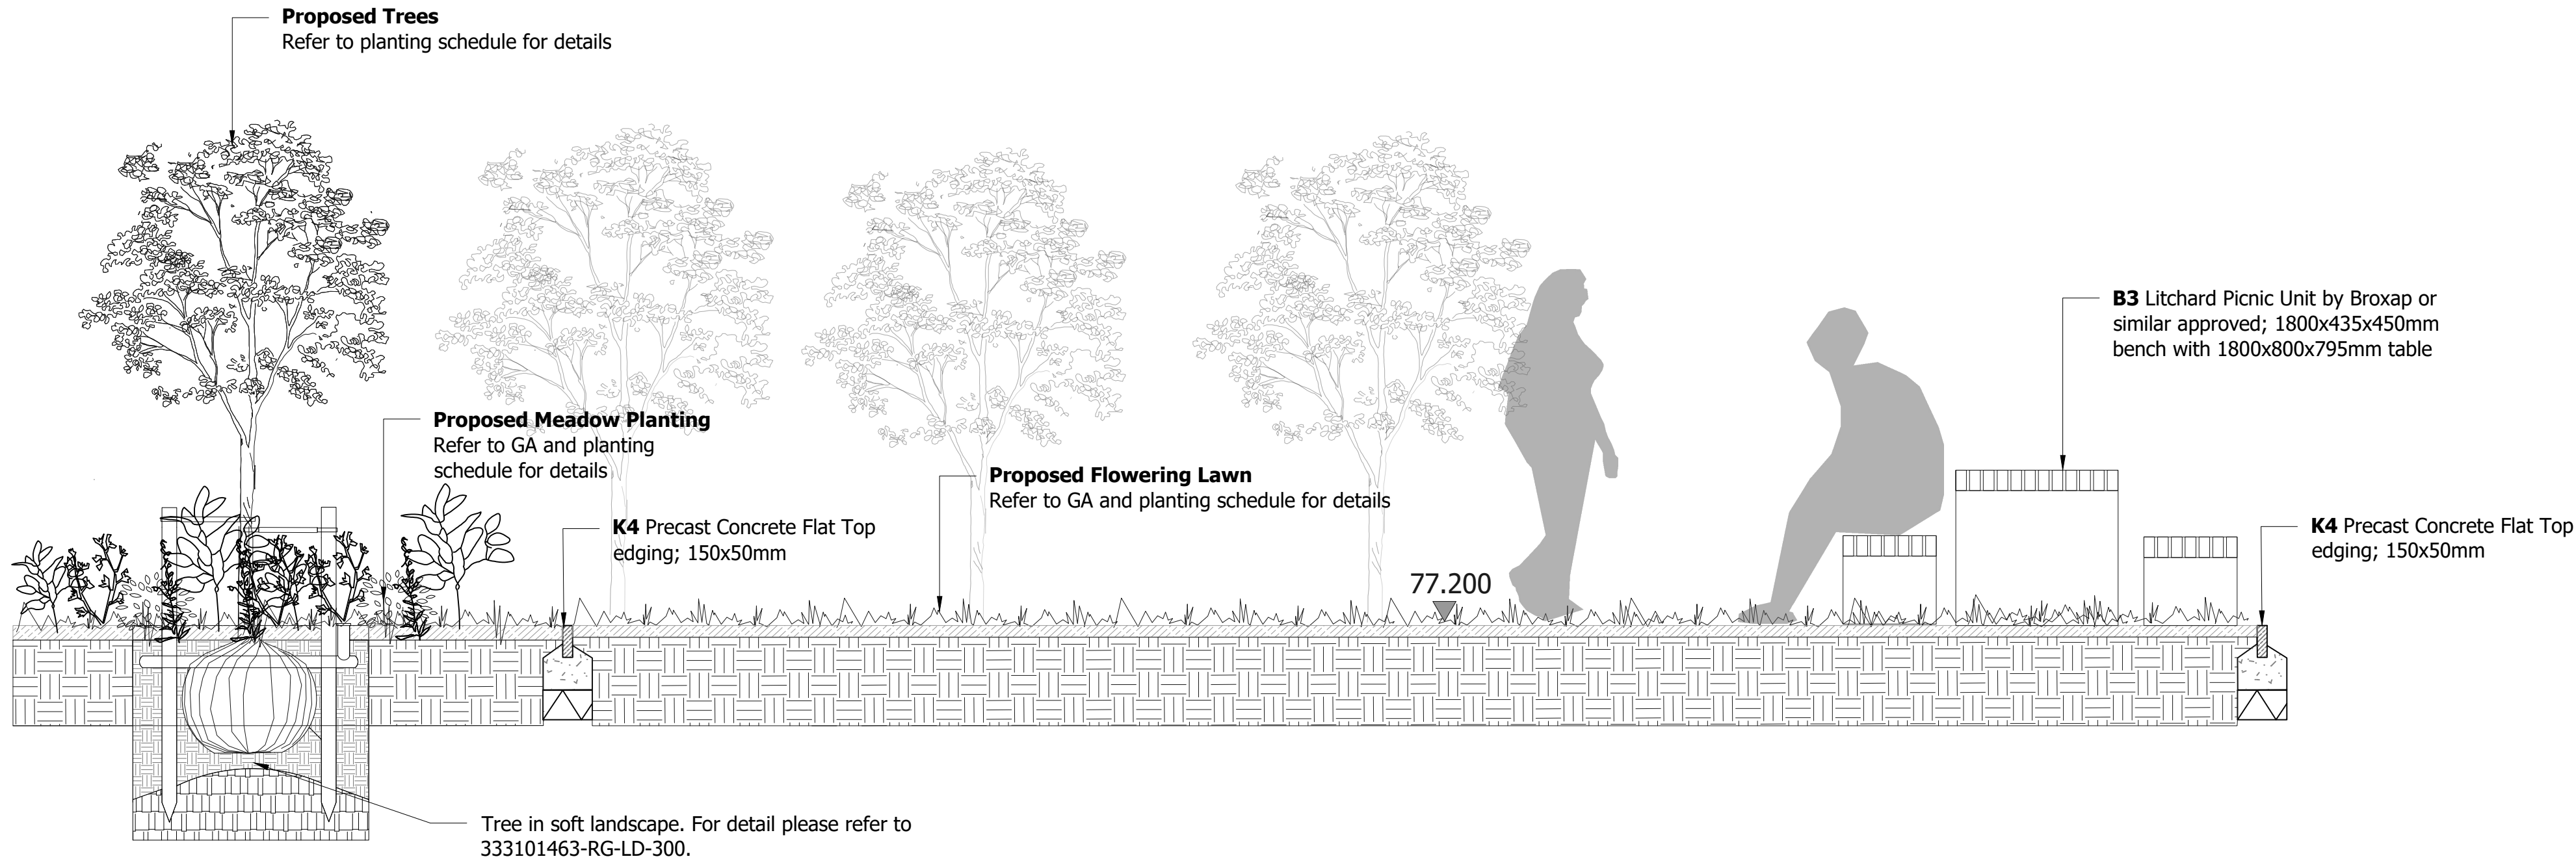 Proposed Trees
Refer to planting schedule for details
B3 Litchard Picnic Unit by Broxap or
similar approved; 1800x435x450mm
bench with 1800x800x795mm table
Proposed Meadow Planting
Refer to GA and planting
schedule for details
Proposed Flowering Lawn
Refer to GA and planting schedule for details
K4 Precast Concrete Flat Top
edging; 150x50mm
K4 Precast Concrete Flat Top
edging; 150x50mm
77.200
Tree in soft landscape. For detail please refer to
333101463-RG-LD-300.